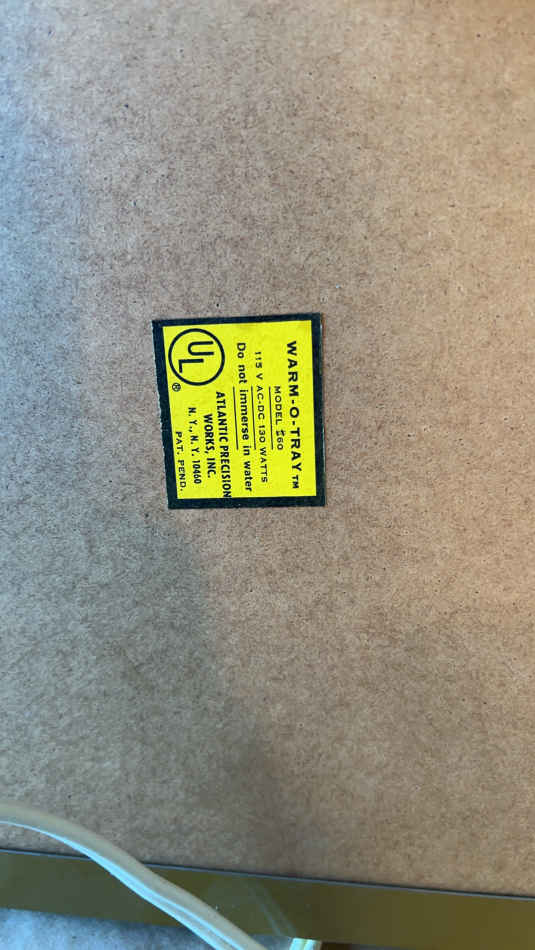 WARM-O-TRAY™
MODEL #60
115 V AC-DC 130 WATTS
Do not immerse in water
UL
®
ATLANTIC PRECISION
WORKS, INC.
N. Y., N. Y. 10460
PAT. PEND.